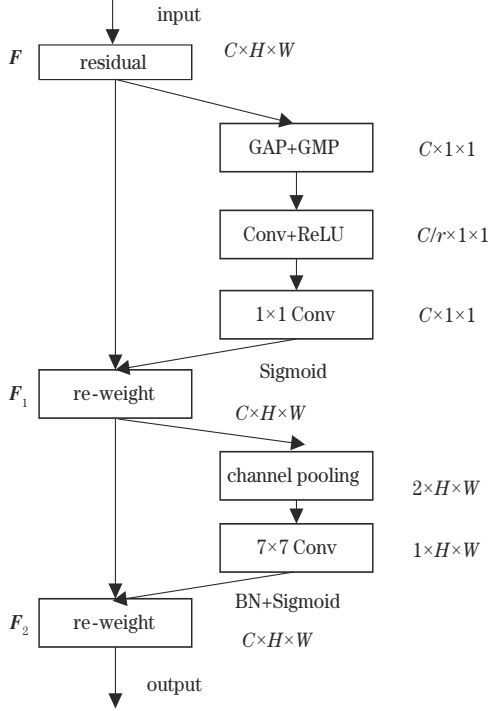 input
F
residual
C×H×W
GAP+GMP
C×1×1
Conv+ReLU
C/r×1×1
1×1 Conv
C×1×1
Sigmoid
F1
re-weight
C×H×W
channel pooling
2×H×W
7×7 Conv
1×H×W
BN+Sigmoid
F2
re-weight
C×H×W
output